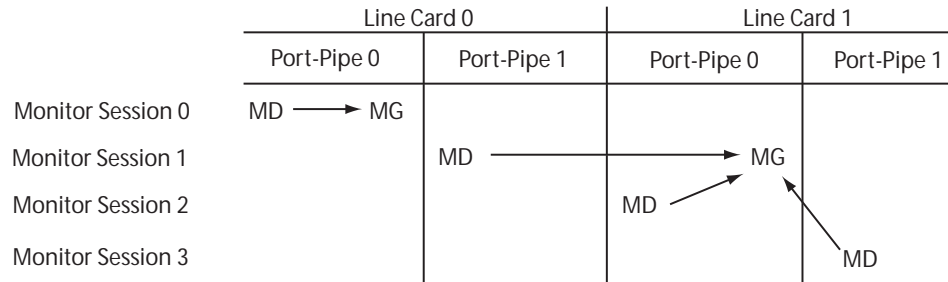 Line Card 0 Line Card 1
Port-Pipe 0 Port-Pipe 1 Port-Pipe 0 Port-Pipe 1
Monitor Session 0 MD MG
Monitor Session 1 MD MG
Monitor Session 2 MD
Monitor Session 3 MD